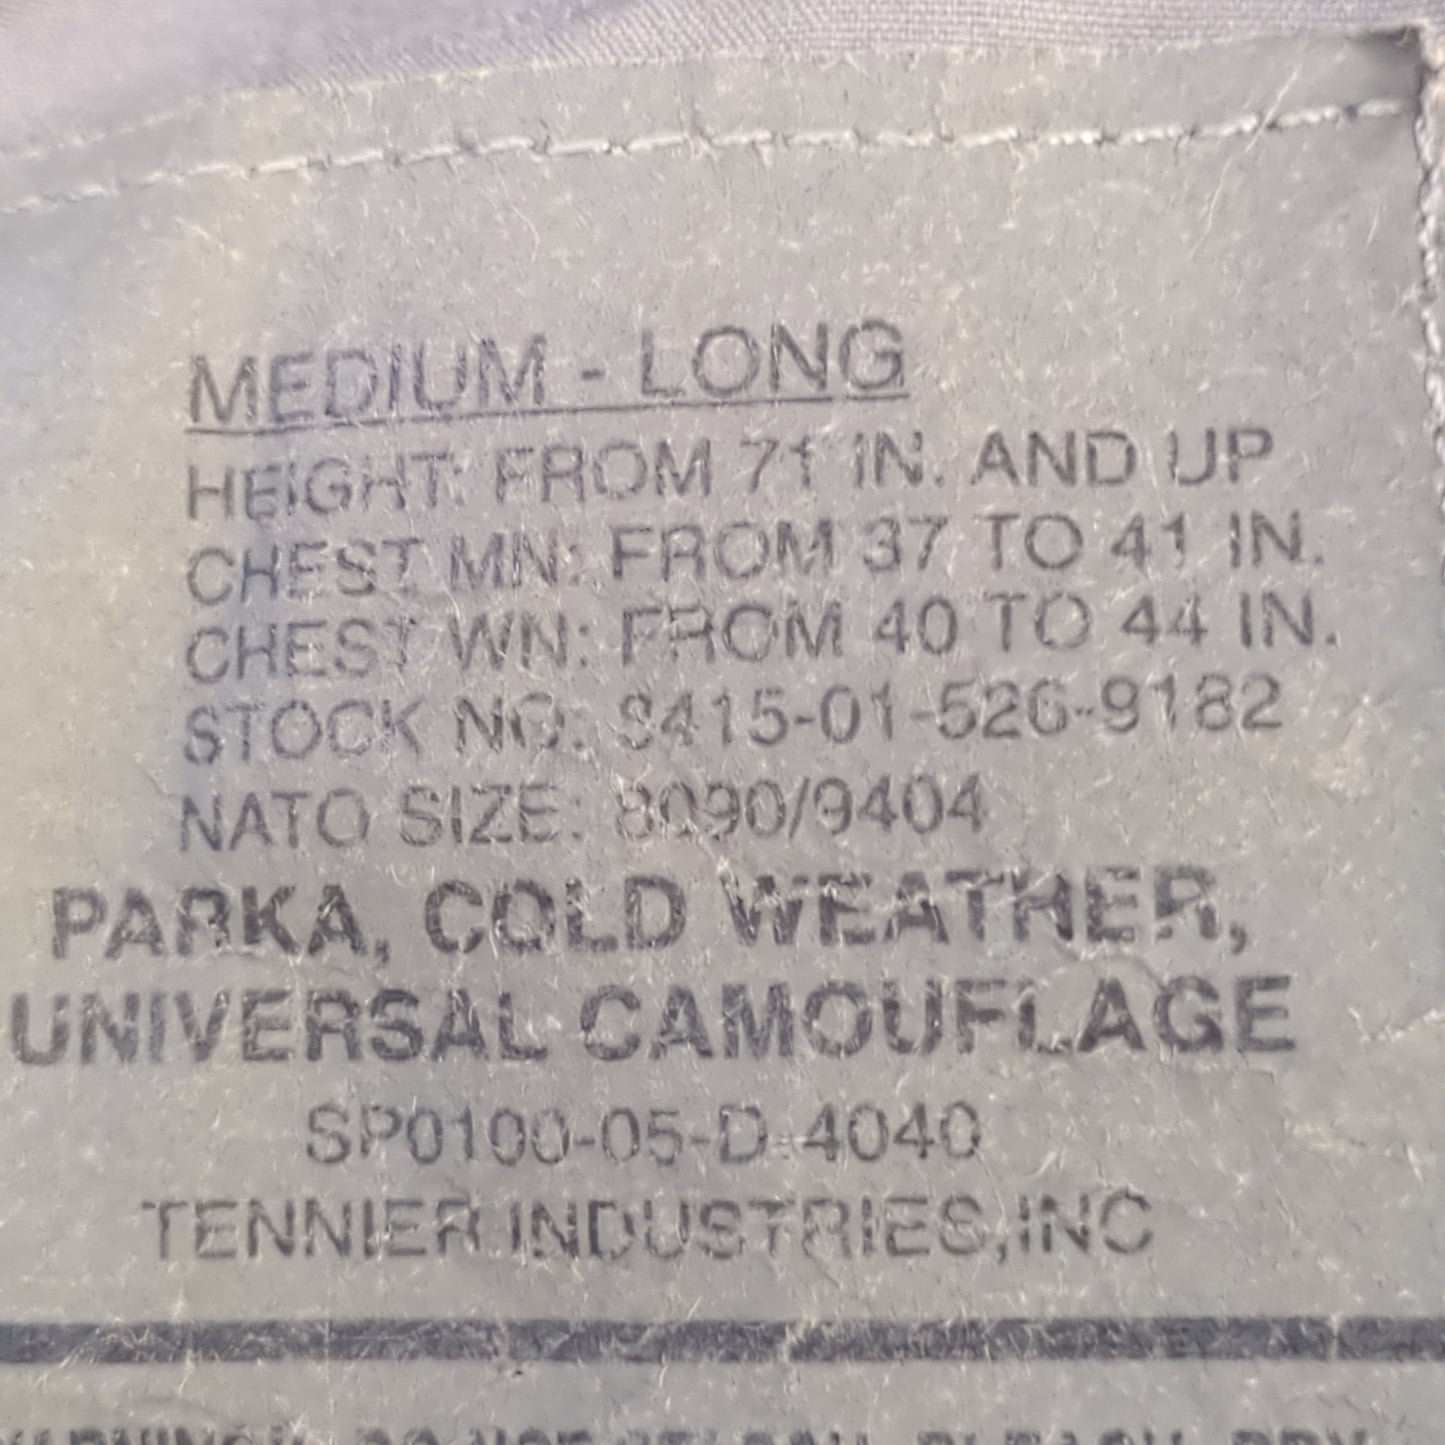 MEDIUM - LONG
HEIGHT: FROM 71 IN. AND UP
CHEST MN: FROM 37 TO 41 IN.
CHEST WN: FROM 40 TO 44 IN.
STOCK NO: 8415-01-526-9182
NATO SIZE: 8090/9404
PARKA, COLD WEATHER,
UNIVERSAL CAMOUFLAGE
SP0100-05-D-4040
TENNIER INDUSTRIES,INC